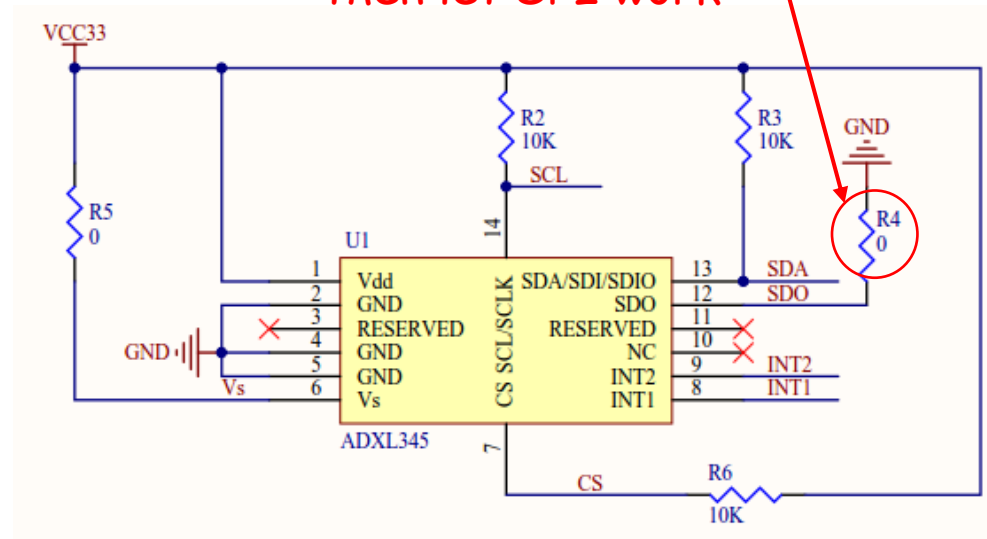 VCC33
R2
10K
R3
10K
GND
SCL
R5
0
R4
0
14
U1
1
Vdd
SDA/SDI/SDIO
13
SDA
2
GND
SDO
12
SDO
3
RESERVED
RESERVED
11
GND
4
GND
NC
10
5
GND
INT2
9
INT2
Vs
6
Vs
INT1
8
INT1
CS SCL/SCLK
ADXL345
7
CS
R6
10K